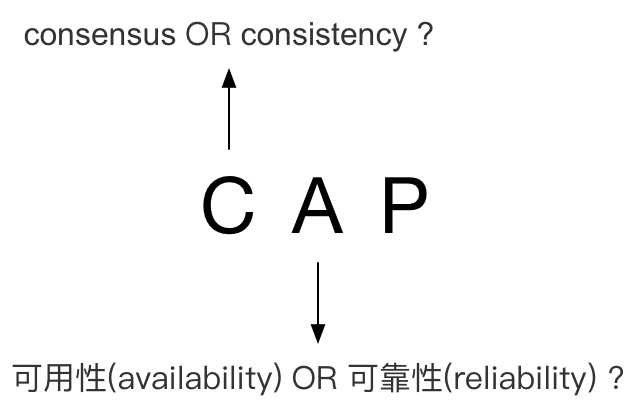 consensus OR consistency ?
C A P
可用性(availability) OR 可靠性(reliability) ?